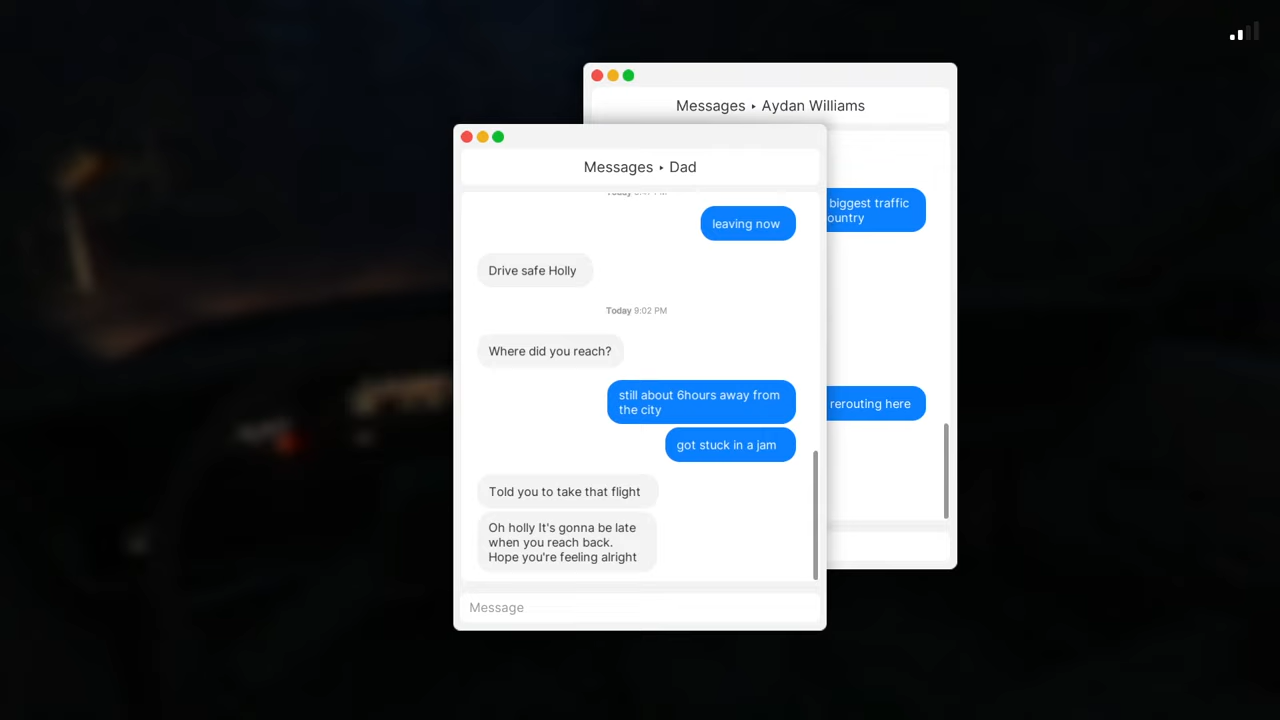 Messages ▸ Aydan Williams
biggest traffic
ountry
rerouting here
Messages ▸ Dad
leaving now
Drive safe Holly
Today 9:02 PM
Where did you reach?
still about 6hours away from
the city
got stuck in a jam
Told you to take that flight
Oh holly It's gonna be late
when you reach back.
Hope you're feeling alright
Message